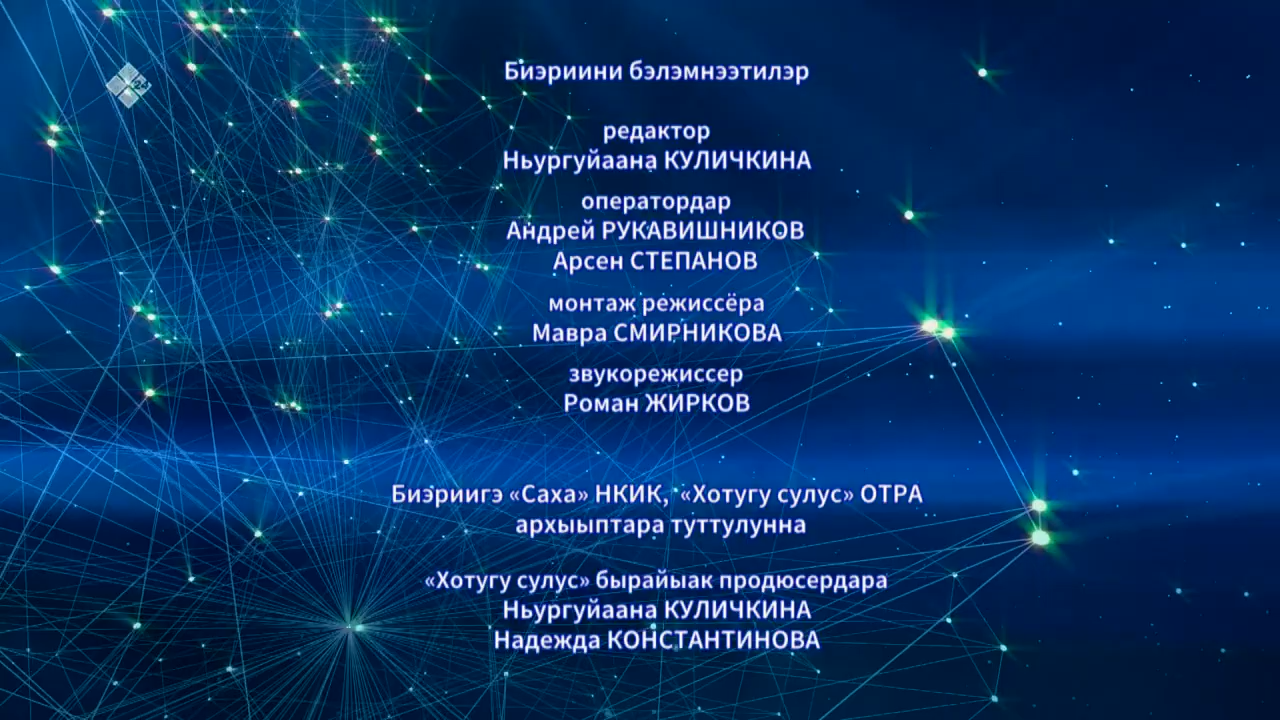 24
Биэриини бэлэмнээтилэр
редактор
Ньургуйаана КУЛИЧКИНА
оператордар
Андрей РУКАВИШНИКОВ
Арсен СТЕПАНОВ
монтаж режиссёра
Мавра СМИРНИКОВА
звукорежиссер
Роман ЖИРКОВ
Биэриигэ «Саха» НКИК, «Хотугу сулус» ОТРА
архыыптара туттулунна
«Хотугу сулус» бырайыак продюсердара
Ньургуйаана КУЛИЧКИНА
Надежда КОНСТАНТИНОВА